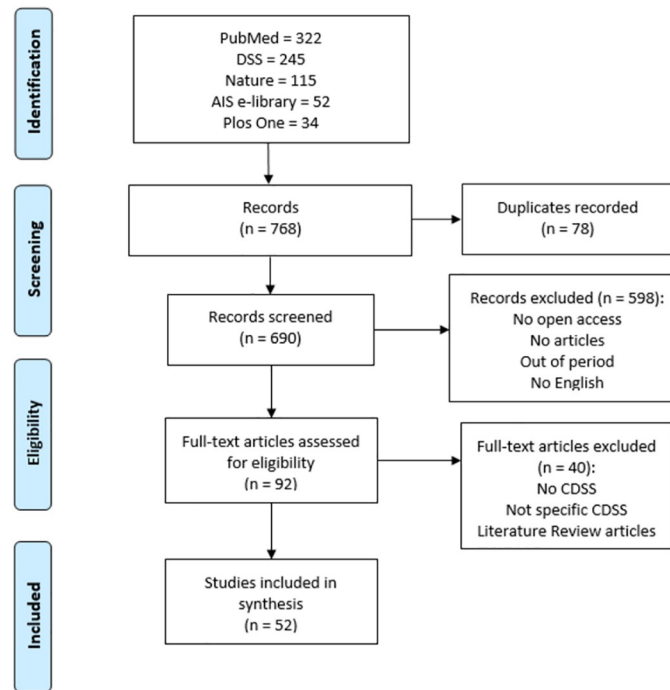 Identification
PubMed = 322
DSS = 245
Nature = 115
AIS e-library = 52
Plos One = 34
Screening
Records
(n = 768)
Duplicates recorded
(n = 78)
Records screened
(n = 690)
Records excluded (n = 598):
No open access
No articles
Out of period
No English
Eligibility
Full-text articles assessed
for eligibility
(n = 92)
Full-text articles excluded
(n = 40):
No CDSS
Not specific CDSS
Literature Review articles
Included
Studies included in
synthesis
(n = 52)